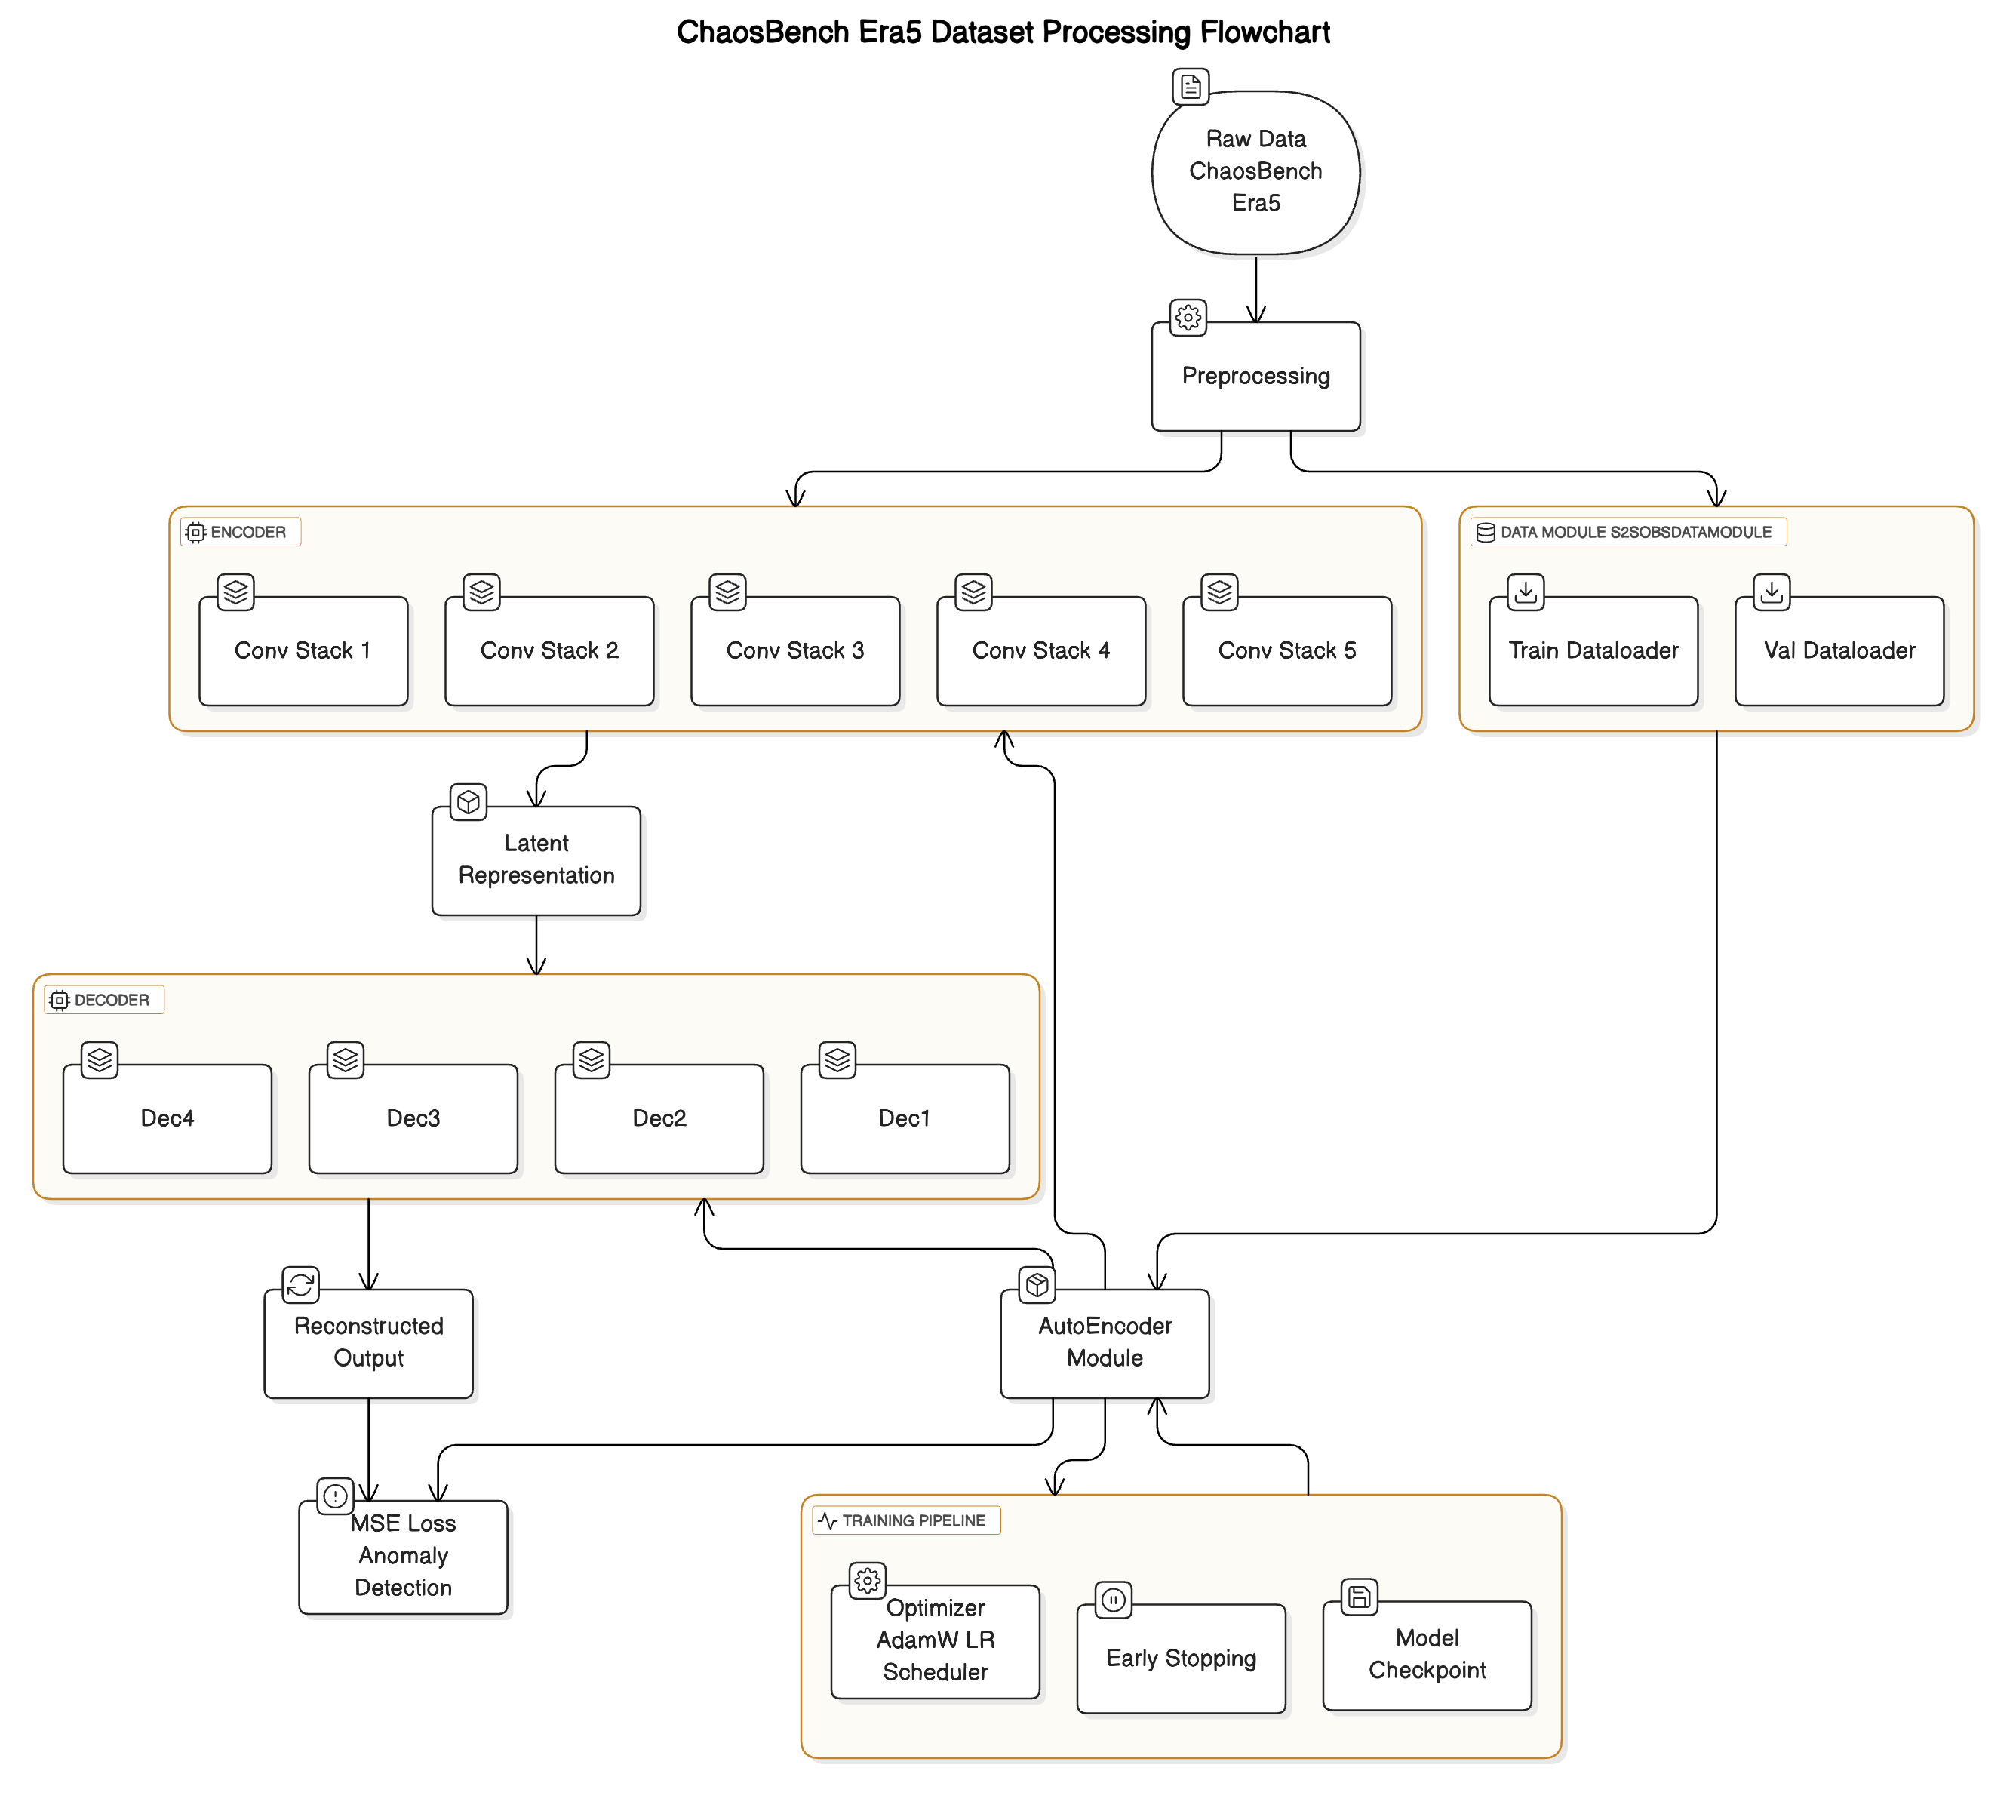 ChaosBench Era5 Dataset Processing Flowchart
Raw Data
ChaosBench
Era5
Preprocessing
ENCODER
Conv Stack 1
Conv Stack 2
Conv Stack 3
Conv Stack 4
Conv Stack 5
DATA MODULE S2SOBSDATAMODULE
Train Dataloader
Val Dataloader
Latent
Representation
DECODER
Dec4
Dec3
Dec2
Dec1
Reconstructed
Output
AutoEncoder
Module
MSE Loss
Anomaly
Detection
TRAINING PIPELINE
Optimizer
AdamW LR
Scheduler
Early Stopping
Model
Checkpoint